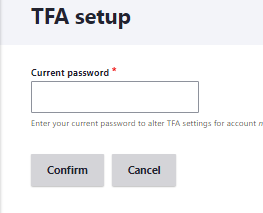 TFA setup
Current password *
Enter your current password to alter TFA settings for account
Confirm
Cancel